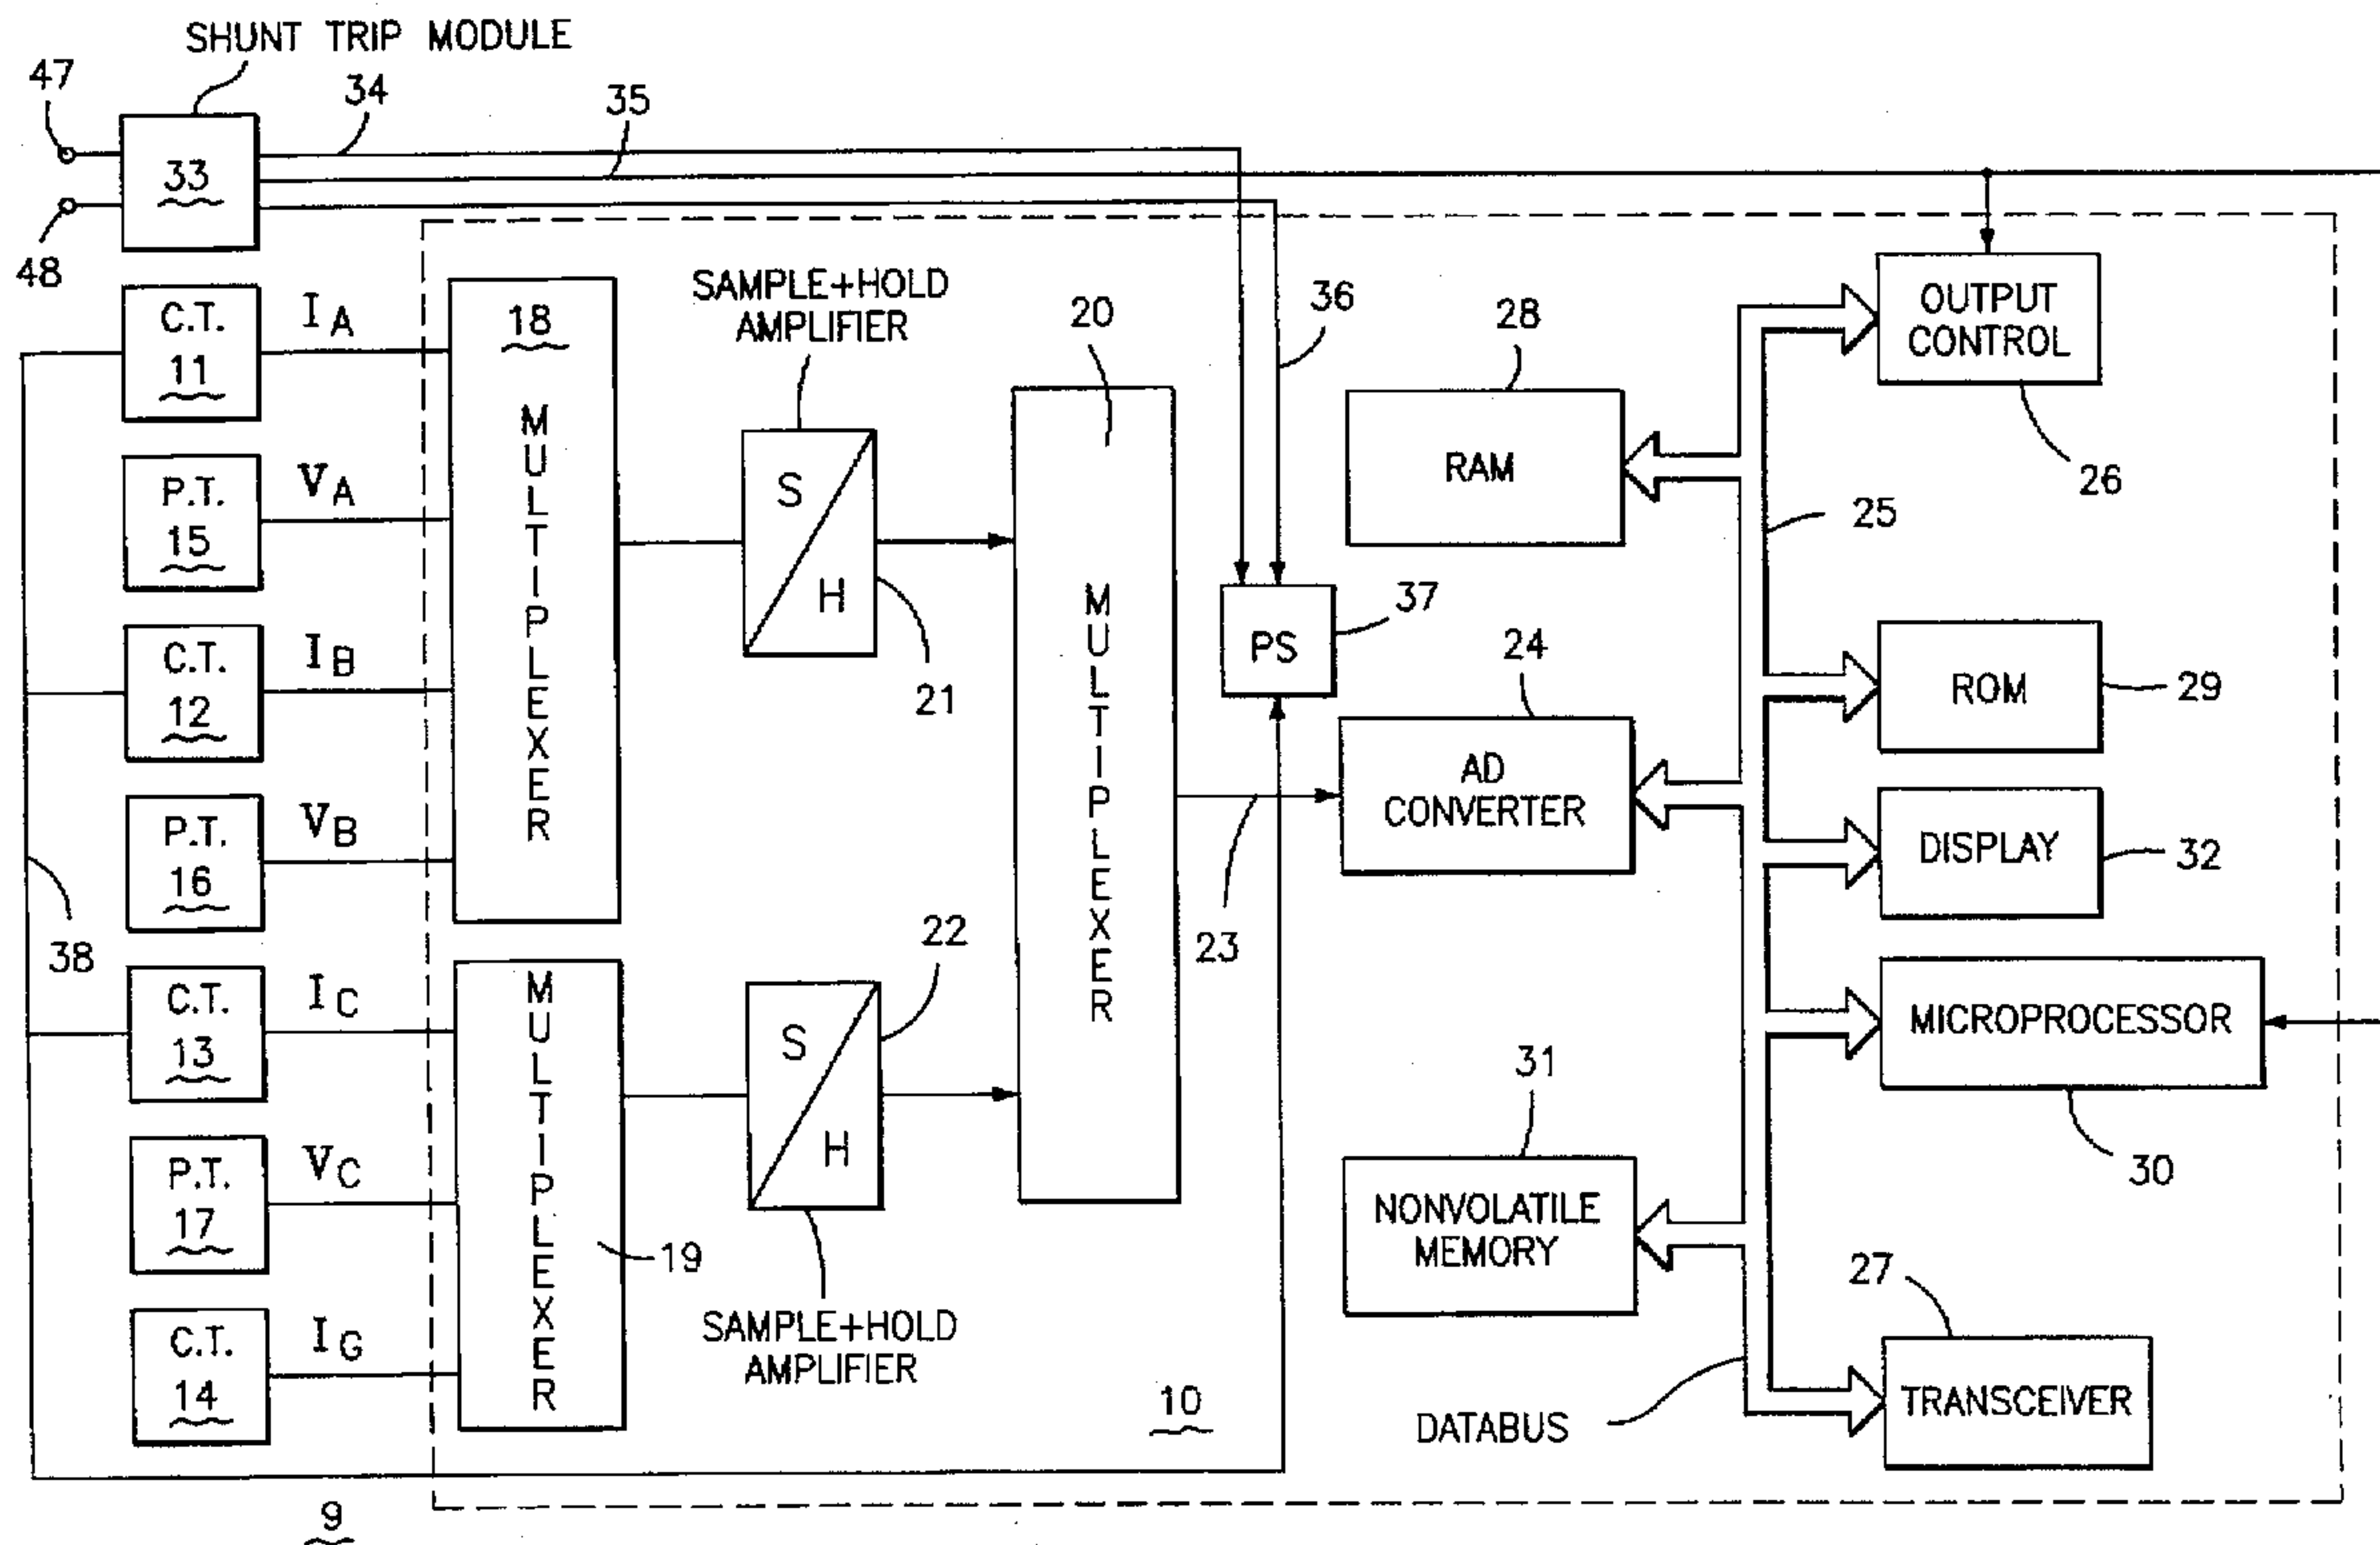 SHUNT TRIP MODULE
47
34
35
33
48
C.T.
11
I A
18
MULTIPLEXER
SAMPLE+HOLD
AMPLIFIER
20
36
28
OUTPUT
CONTROL
P.T.
15
V A
S
H
21
MULTIPLEXER
RAM
26
25
C.T.
12
I B
PS
37
24
ROM
29
P.T.
16
V B
AD
CONVERTER
DISPLAY
32
38
22
23
C.T.
13
I C
MULTIPLEXER
19
S
H
MICROPROCESSOR
30
31
P.T.
17
V C
NONVOLATILE
MEMORY
27
C.T.
14
I G
SAMPLE+HOLD
AMPLIFIER
10
DATABUS
TRANSCEIVER
9